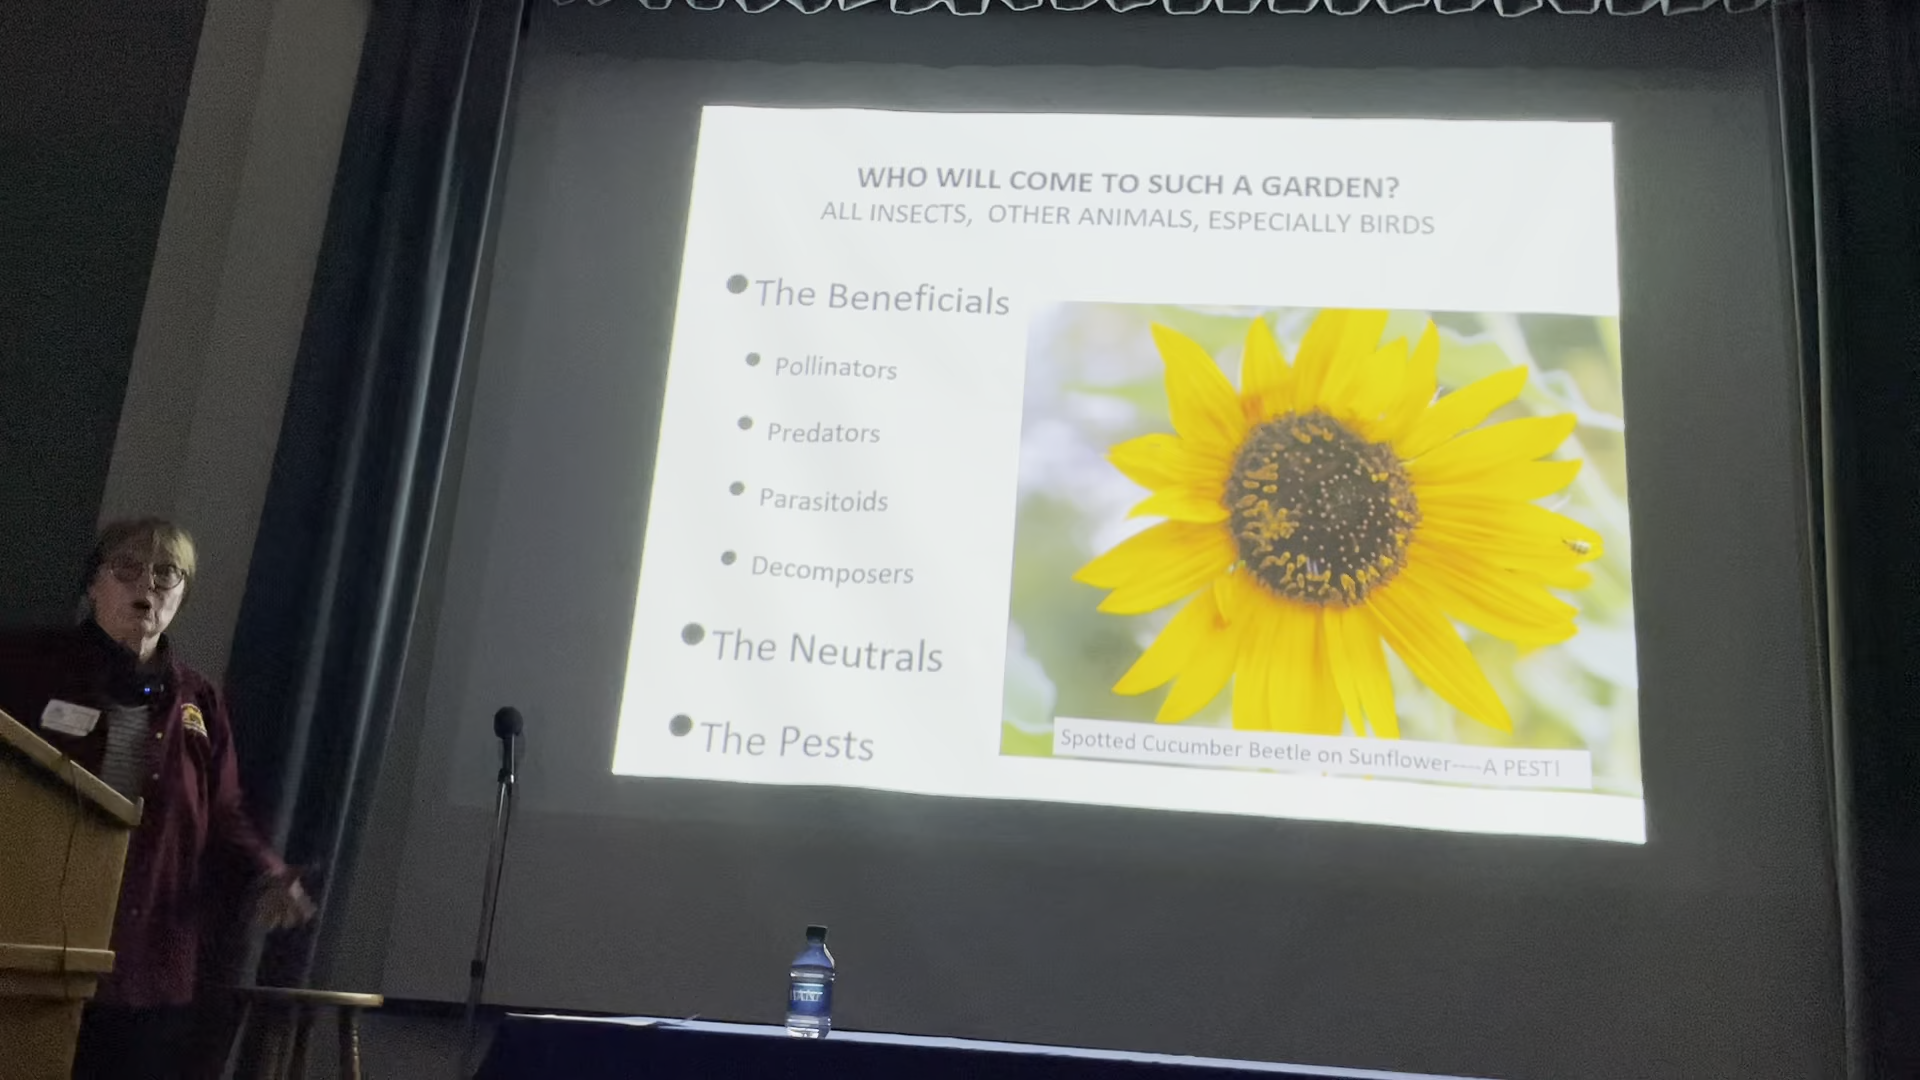 WHO WILL COME TO SUCH A GARDEN?
ALL INSECTS, OTHER ANIMALS, ESPECIALLY BIRDS
The Beneficials
Pollinators
Predators
Parasitoids
Decomposers
The Neutrals
The Pests
Spotted Cucumber Beetle on Sunflower----A PEST!